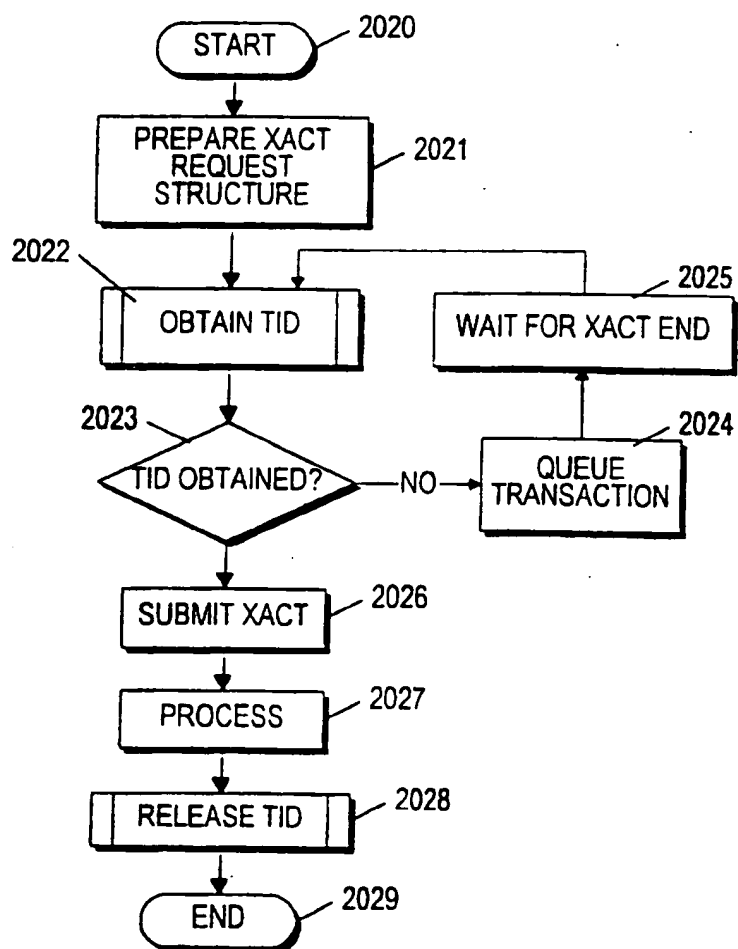 START
2020
PREPARE XACT
REQUEST
STRUCTURE
2021
2022
OBTAIN TID
2025
WAIT FOR XACT END
2023
TID OBTAINED?
NO
2024
QUEUE
TRANSACTION
SUBMIT XACT
2026
PROCESS
2027
RELEASE TID
2028
END
2029